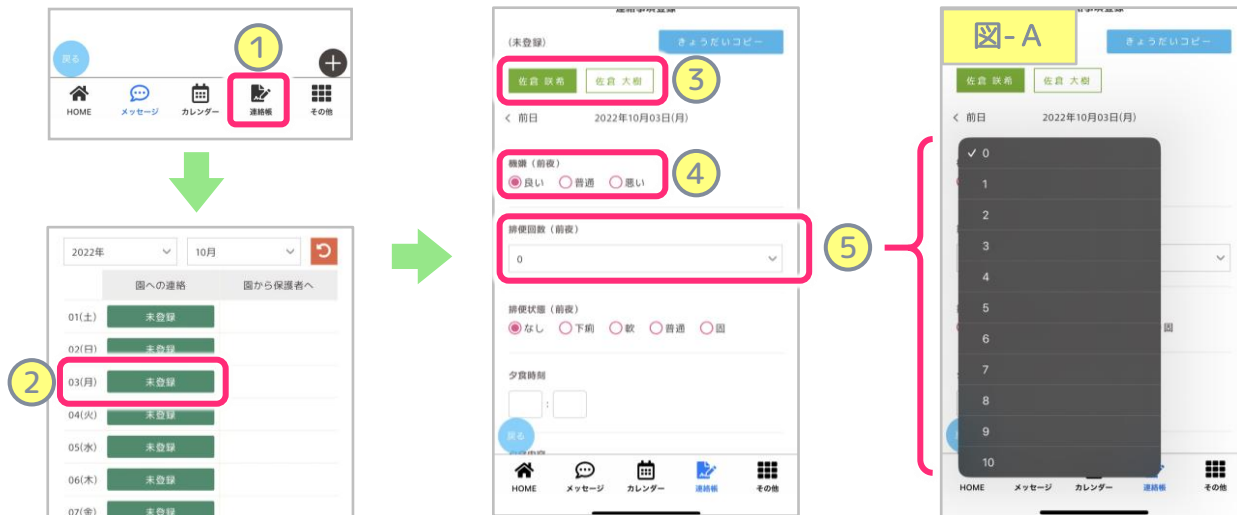 戻る
1
HOME
メッセージ
カレンダー
連絡帳
その他
2022年
10月
園への連絡
園から保護者へ
01(土)
未登録
02(日)
未登録
2
03(月)
未登録
04(火)
未登録
05(水)
未登録
06(木)
未登録
07(金)
未登録
連絡事項登録
(未登録)
きょうだいコピー
佐倉 咲希
佐倉 大樹
3
< 前日
2022年10月03日(月)
機嫌（前夜）
良い
普通
悪い
4
排便回数（前夜）
0
5
排便状態（前夜）
なし
下痢
軟
普通
固
夕食時刻
:
戻る
HOME
メッセージ
カレンダー
連絡帳
その他
図-A
きょうだいコピー
佐倉 咲希
佐倉 大樹
< 前日
2022年10月03日(月)
✓ 0
1
2
3
4
5
6
固
7
8
9
10
HOME
メッセージ
カレンダー
連絡帳
その他